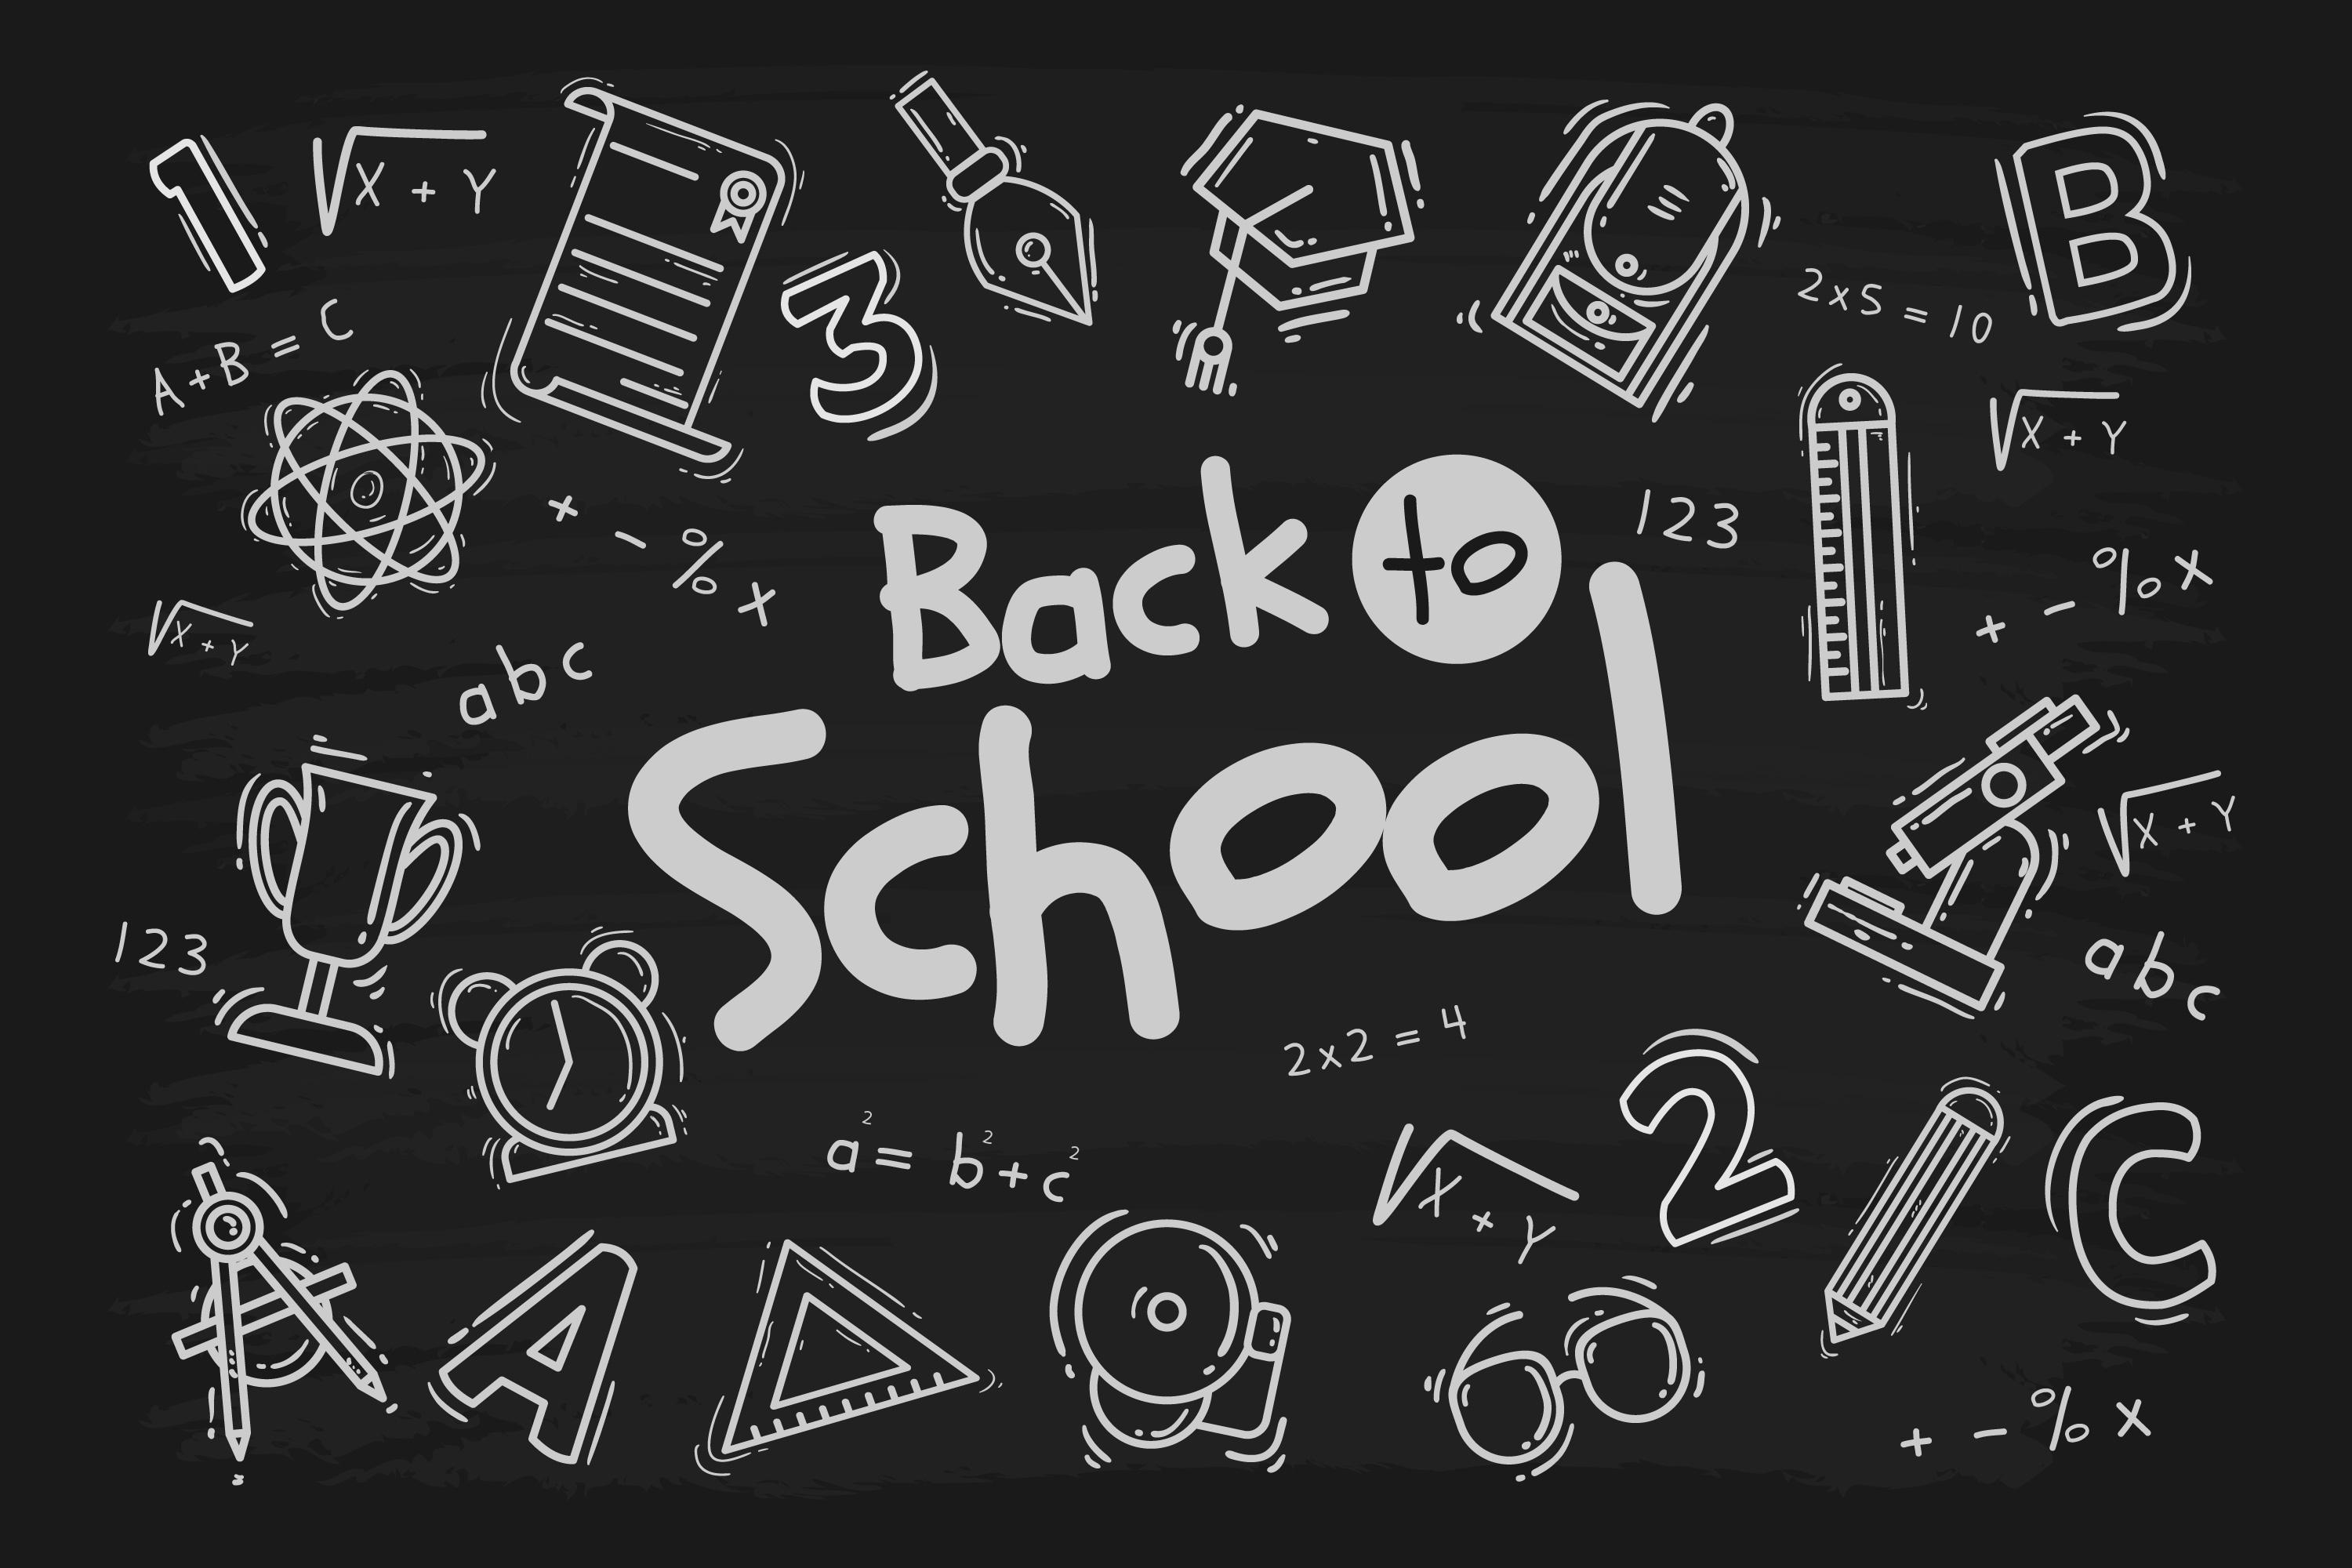 1
√X + Y
3
B
2x5 = 10
A+B = C
√X + Y
+ - % x
Back to
123
School
+ - % x
√X + Y
abc
√X + Y
123
abc
2x2 = 4
2
a² = b²+c²
√X + Y
C
A
+ - % x